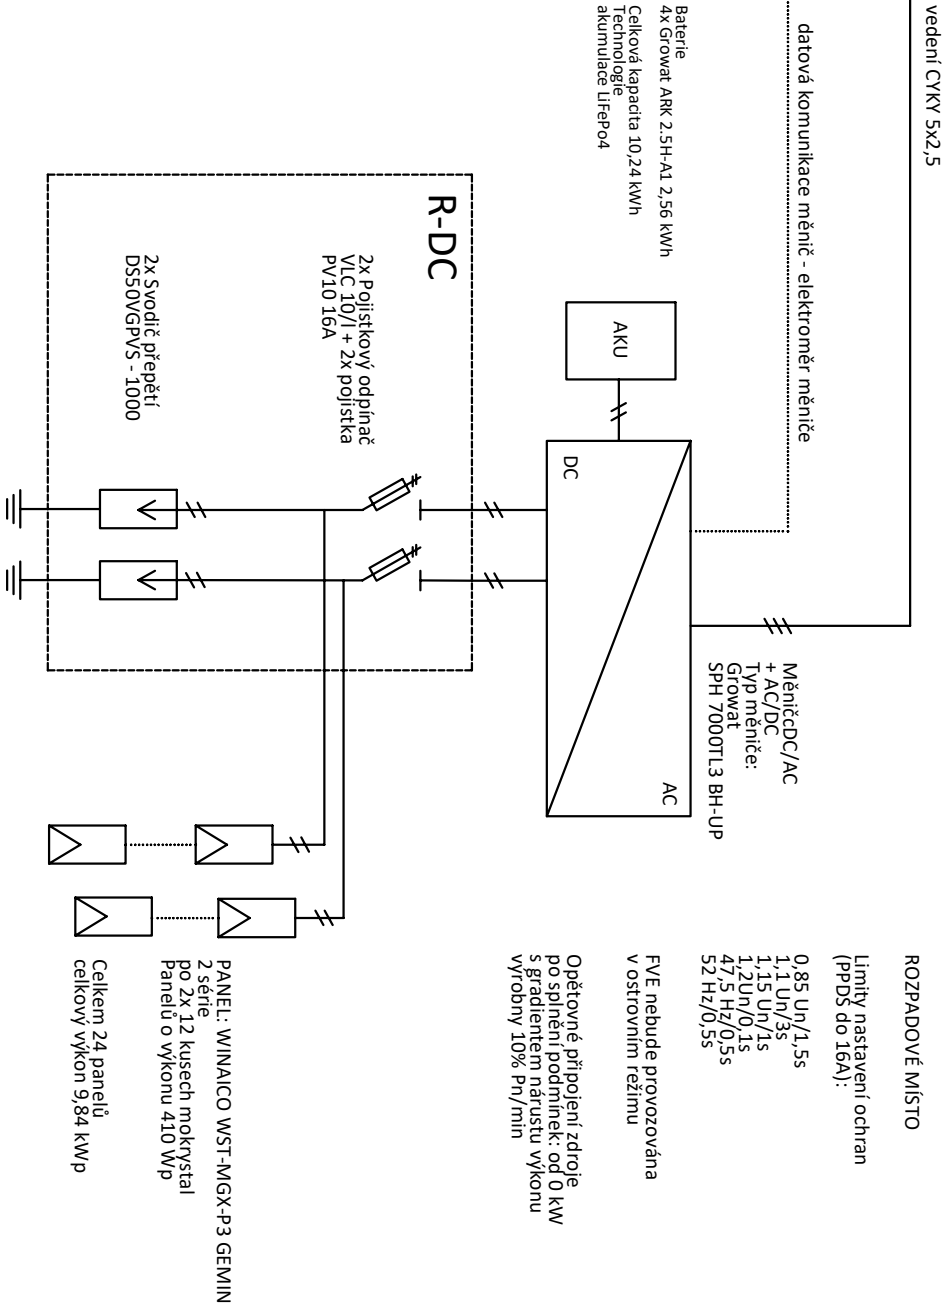 vedení CYKY 5x2,5
datová komunikace měnič - elektroměr měniče
Baterie
4x Growat ARK 2.5H-A1 2,56 kWh
Celková kapacita 10,24 kWh
Technologie
akumulace LiFePo4
AKU
DC
AC
MěničcDC/AC
+ AC/DC
Typ měniče:
Growat
SPH 7000TL3 BH-UP
R-DC
2x Pojistkový odpínač
VLC 10/I + 2x pojistka
PV10 16A
2x Svodič přepětí
DS50VGPVS - 1000
ROZPADOVÉ MÍSTO
Limity nastavení ochran
(PPDS do 16A):
0,85 Un/1,5s
1,1 Un/3s
1,15 Un/1s
1,2Un/0,1s
47,5 Hz/0,5s
52 Hz/0,5s
FVE nebude provozována
v ostrovním režimu
Opětovné připojení zdroje
po splnění podmínek: od 0 kW
s gradientem nárustu výkonu
výrobny 10% Pn/min
PANEL: WINAICO WST-MGX-P3 GEMIN
2 série
po 2x 12 kusech mokrystal
Panelů o výkonu 410 Wp
Celkem 24 panelů
celkový výkon 9,84 kWp